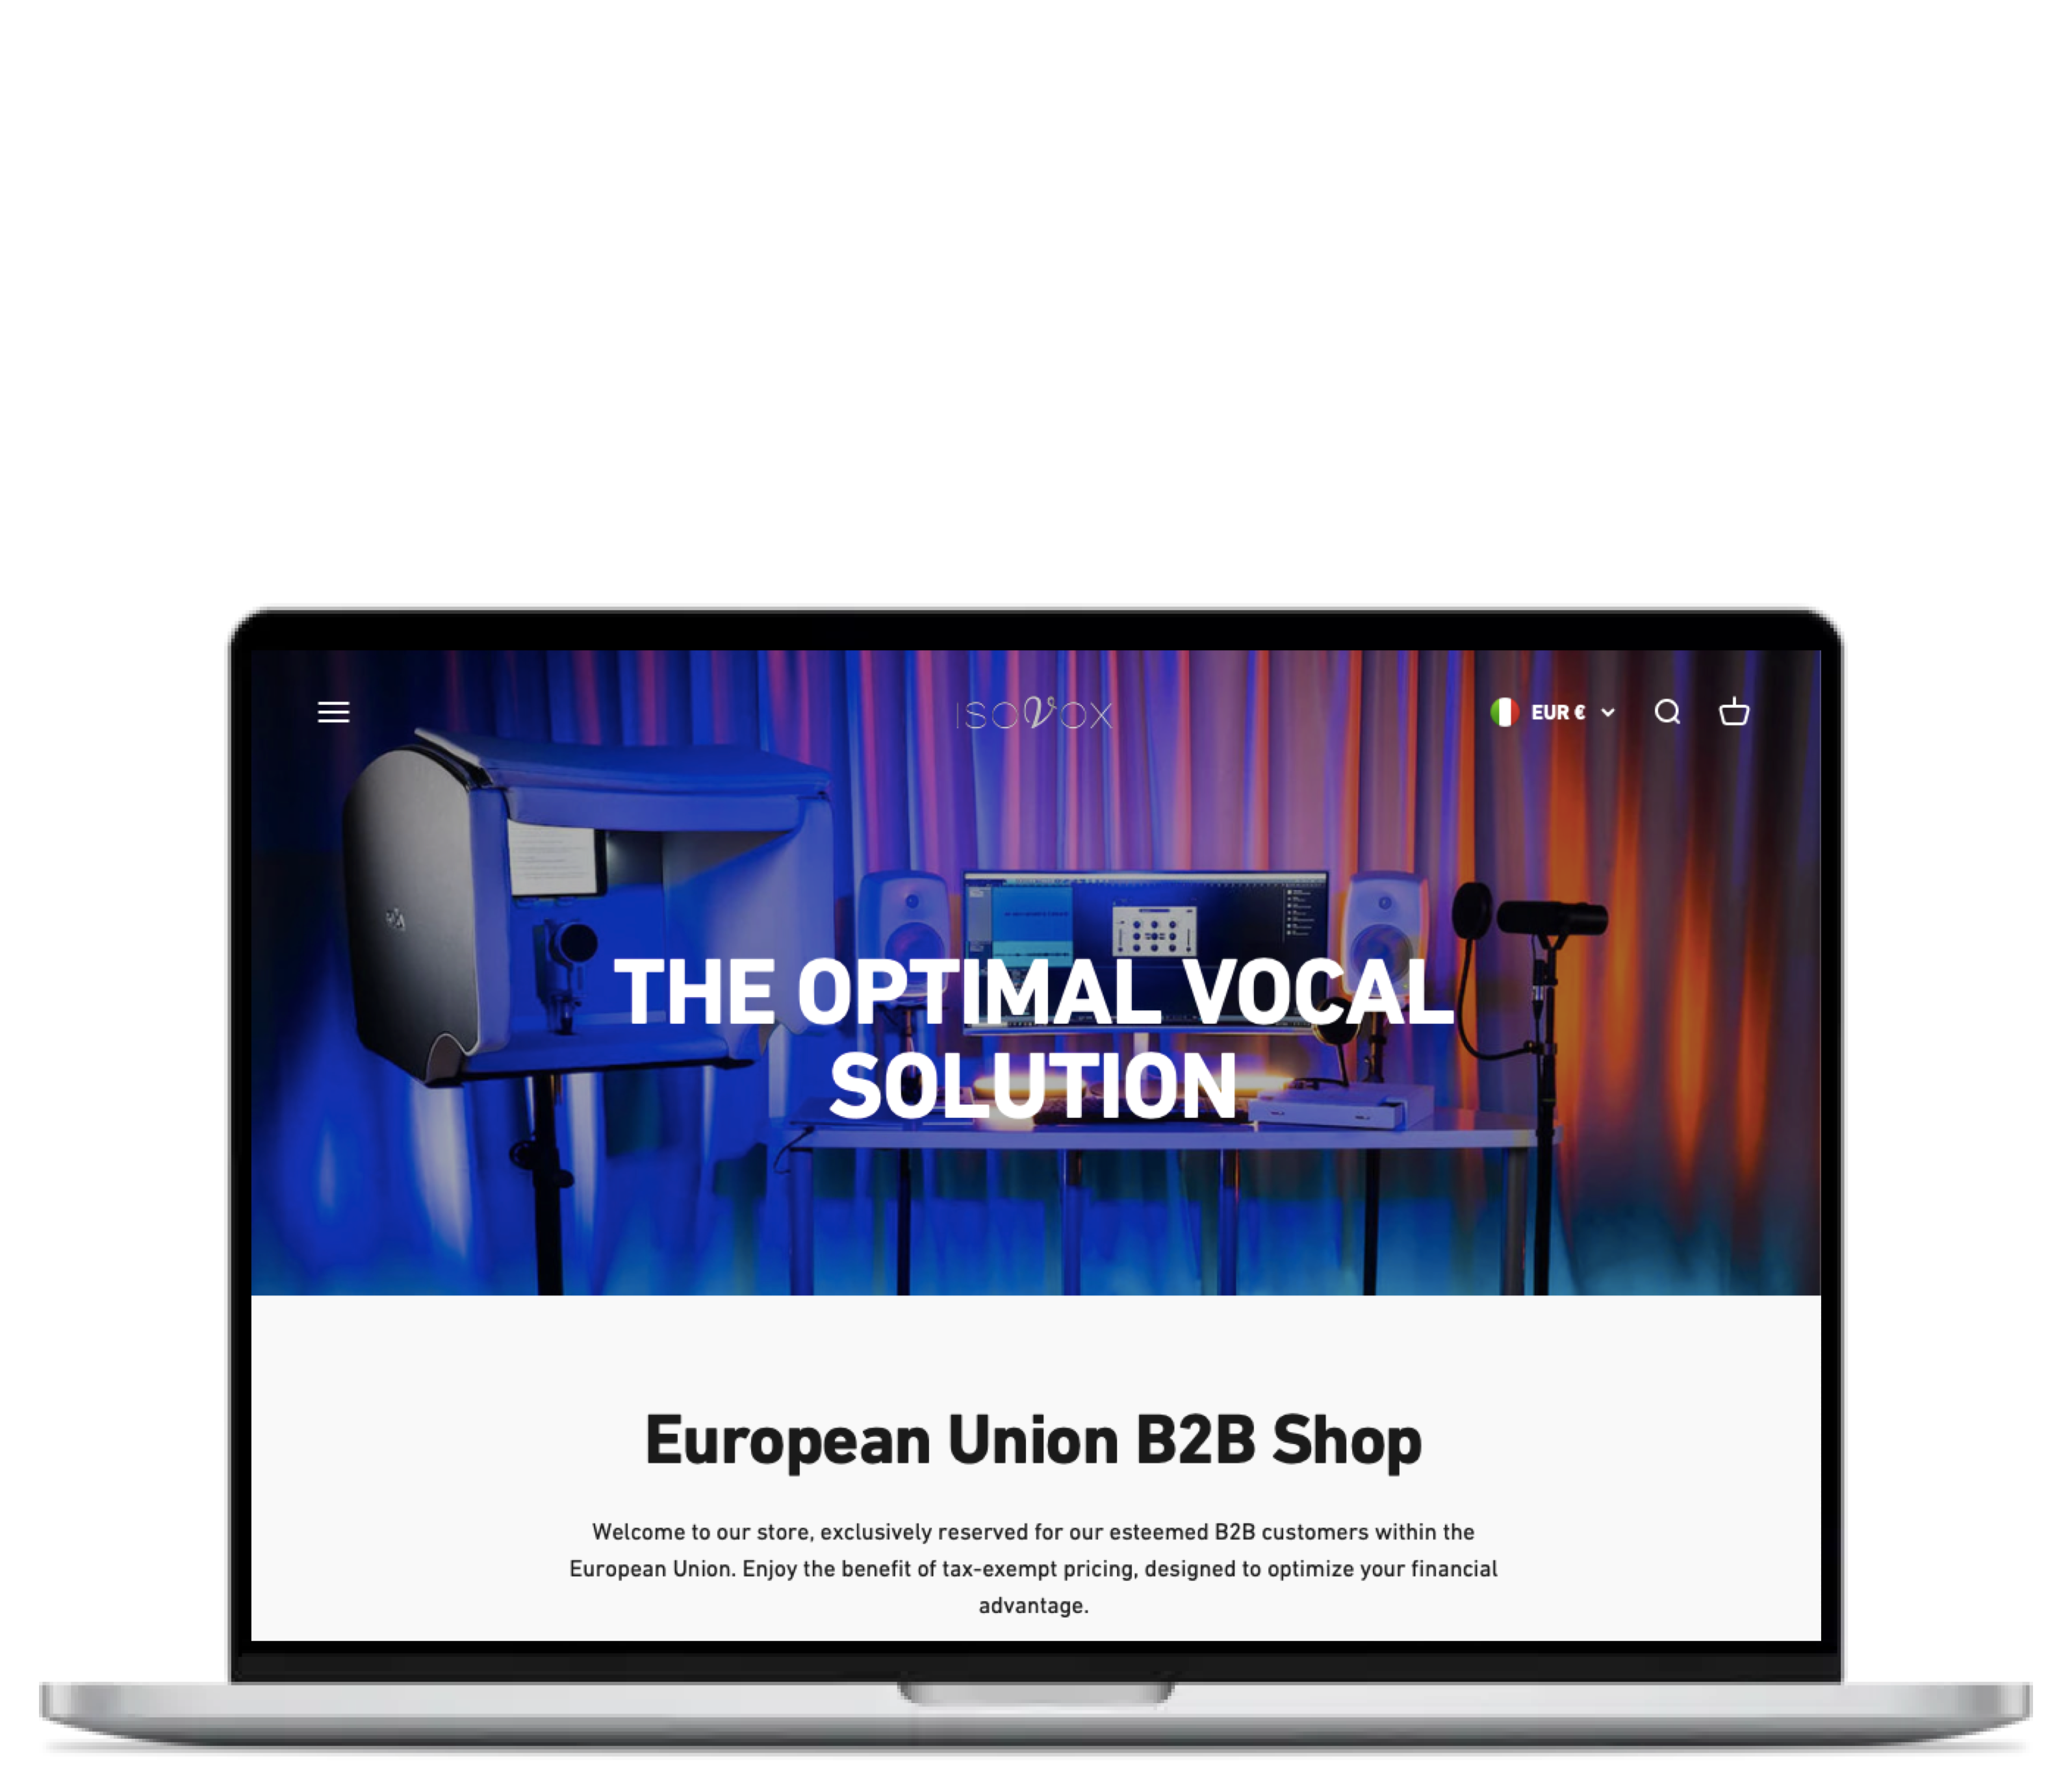 ISOVOX
EUR €
THE OPTIMAL VOCAL
SOLUTION
European Union B2B Shop
Welcome to our store, exclusively reserved for our esteemed B2B customers within the
European Union. Enjoy the benefit of tax-exempt pricing, designed to optimize your financial
advantage.